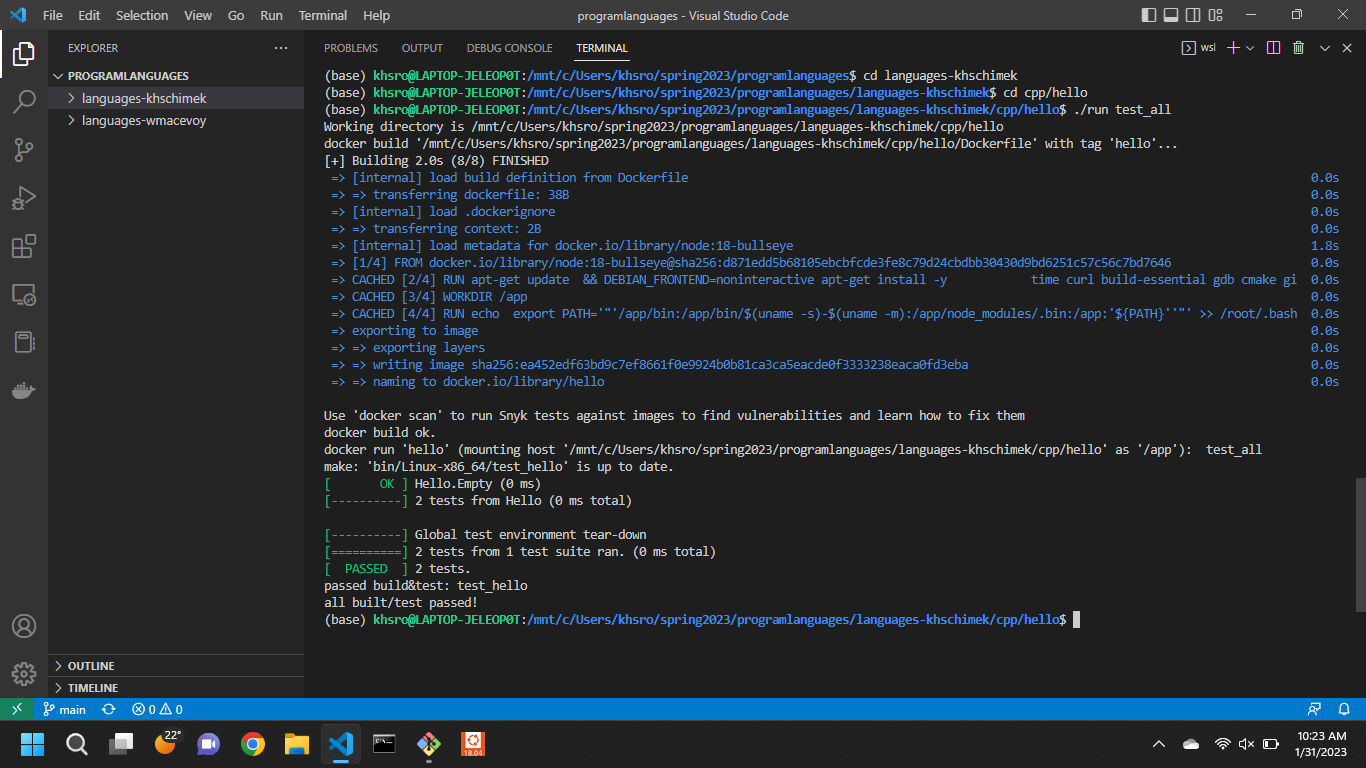 File Edit Selection View Go Run Terminal Help programlanguages - Visual Studio Code
EXPLORER
PROGRAMLANGUAGES
languages-khschimek
languages-wmacevoy
OUTLINE
TIMELINE
PROBLEMS OUTPUT DEBUG CONSOLE TERMINAL wsl
(base) khsro@LAPTOP-JELEOP0T:/mnt/c/Users/khsro/spring2023/programlanguages$ cd languages-khschimek
(base) khsro@LAPTOP-JELEOP0T:/mnt/c/Users/khsro/spring2023/programlanguages/languages-khschimek$ cd cpp/hello
(base) khsro@LAPTOP-JELEOP0T:/mnt/c/Users/khsro/spring2023/programlanguages/languages-khschimek/cpp/hello$ ./run test_all
Working directory is /mnt/c/Users/khsro/spring2023/programlanguages/languages-khschimek/cpp/hello
docker build '/mnt/c/Users/khsro/spring2023/programlanguages/languages-khschimek/cpp/hello/Dockerfile' with tag 'hello'...
[+] Building 2.0s (8/8) FINISHED
=> [internal] load build definition from Dockerfile 0.0s
=> => transferring dockerfile: 38B 0.0s
=> [internal] load .dockerignore 0.0s
=> => transferring context: 2B 0.0s
=> [internal] load metadata for docker.io/library/node:18-bullseye 1.8s
=> [1/4] FROM docker.io/library/node:18-bullseye@sha256:d871edd5b68105ebcbfcde3fe8c79d24cbdbb30430d9bd6251c57c56c7bd7646 0.0s
=> CACHED [2/4] RUN apt-get update && DEBIAN_FRONTEND=noninteractive apt-get install -y time curl build-essential gdb cmake gi 0.0s
=> CACHED [3/4] WORKDIR /app 0.0s
=> CACHED [4/4] RUN echo export PATH='"'/app/bin:/app/bin/$(uname -s)-$(uname -m):/app/node_modules/.bin:/app:'${PATH}''"' >> /root/.bash 0.0s
=> exporting to image 0.0s
=> => exporting layers 0.0s
=> => writing image sha256:ea452edf63bd9c7ef8661f0e9924b0b81ca3ca5eacde0f3333238eaca0fd3eba 0.0s
=> => naming to docker.io/library/hello 0.0s
Use 'docker scan' to run Snyk tests against images to find vulnerabilities and learn how to fix them
docker build ok.
docker run 'hello' (mounting host '/mnt/c/Users/khsro/spring2023/programlanguages/languages-khschimek/cpp/hello' as '/app'): test_all
make: 'bin/Linux-x86_64/test_hello' is up to date.
[ OK ] Hello.Empty (0 ms)
[----------] 2 tests from Hello (0 ms total)
[----------] Global test environment tear-down
[==========] 2 tests from 1 test suite ran. (0 ms total)
[ PASSED ] 2 tests.
passed build&test: test_hello
all built/test passed!
(base) khsro@LAPTOP-JELEOP0T:/mnt/c/Users/khsro/spring2023/programlanguages/languages-khschimek/cpp/hello$
main 0 0
22°
18.04
10:23 AM
1/31/2023